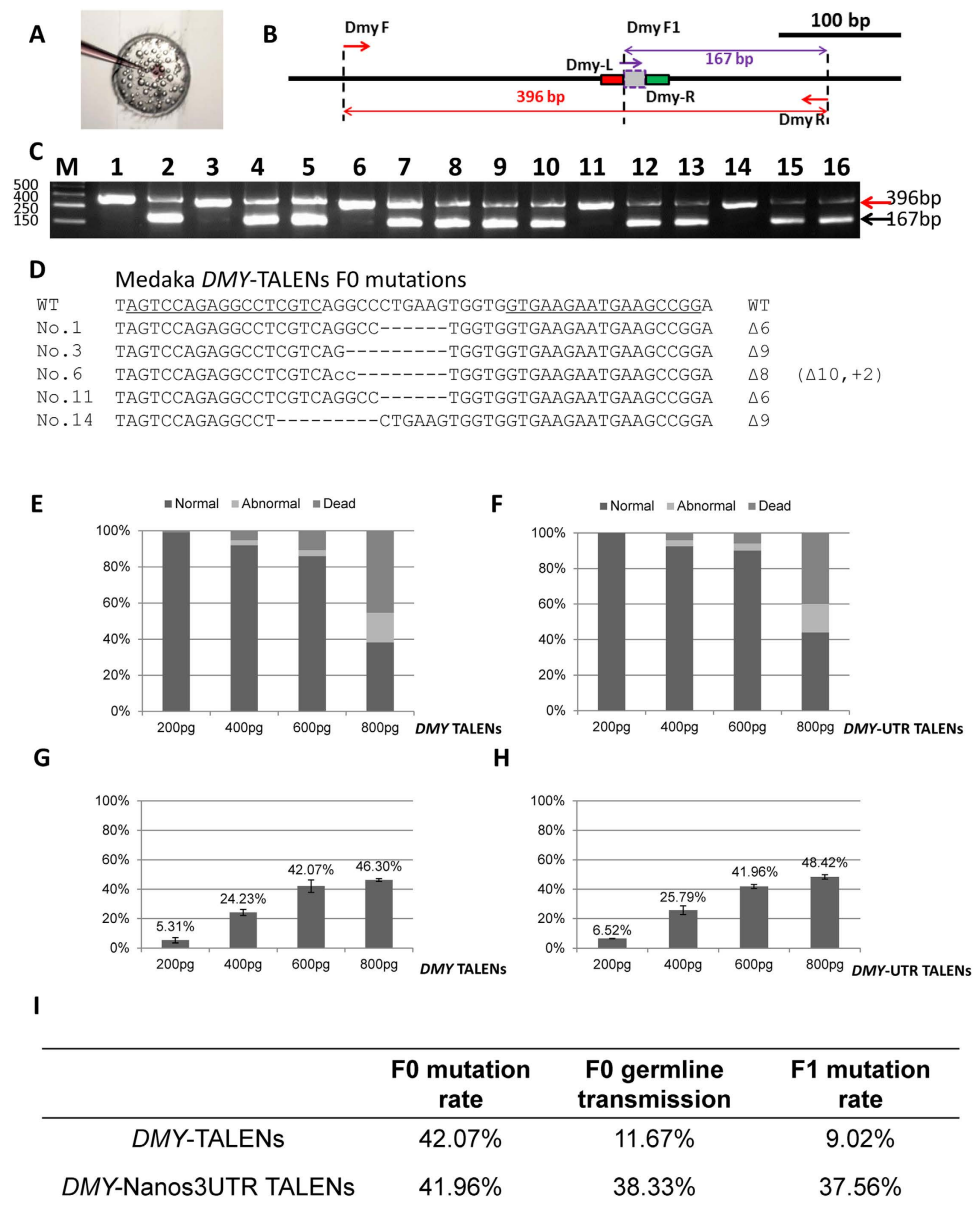 A
B
Dmy F
Dmy F1
100 bp
Dmy-L
167 bp
396 bp
Dmy-R
Dmy R
C
M 1 2 3 4 5 6 7 8 9 10 11 12 13 14 15 16
500
400
250
150
396bp
167bp
D
Medaka DMY-TALENs F0 mutations
WT TAGTCCAGAGGCCTCGTCAGGCCCTGAAGTGGTGGTGAAGAATGAAGCCGGA WT
No.1 TAGTCCAGAGGCCTCGTCAGGCC------TGGTGGTGAAGAATGAAGCCGGA Δ6
No.3 TAGTCCAGAGGCCTCGTCAG---------TGGTGGTGAAGAATGAAGCCGGA Δ9
No.6 TAGTCCAGAGGCCTCGTCAcc--------TGGTGGTGAAGAATGAAGCCGGA Δ8 (Δ10,+2)
No.11 TAGTCCAGAGGCCTCGTCAGGCC------TGGTGGTGAAGAATGAAGCCGGA Δ6
No.14 TAGTCCAGAGGCCT---------CTGAAGTGGTGGTGAAGAATGAAGCCGGA Δ9
E
Normal Abnormal Dead
100%
80%
60%
40%
20%
0%
200pg 400pg 600pg 800pg DMY TALENs
F
Normal Abnormal Dead
100%
80%
60%
40%
20%
0%
200pg 400pg 600pg 800pg DMY-UTR TALENs
G
100%
80%
60%
40%
20%
0%
5.31% 24.23% 42.07% 46.30%
200pg 400pg 600pg 800pg DMY TALENs
H
100%
80%
60%
40%
20%
0%
6.52% 25.79% 41.96% 48.42%
200pg 400pg 600pg 800pg DMY-UTR TALENs
I
F0 mutation rate F0 germline transmission F1 mutation rate
DMY-TALENs 42.07% 11.67% 9.02%
DMY-Nanos3UTR TALENs 41.96% 38.33% 37.56%